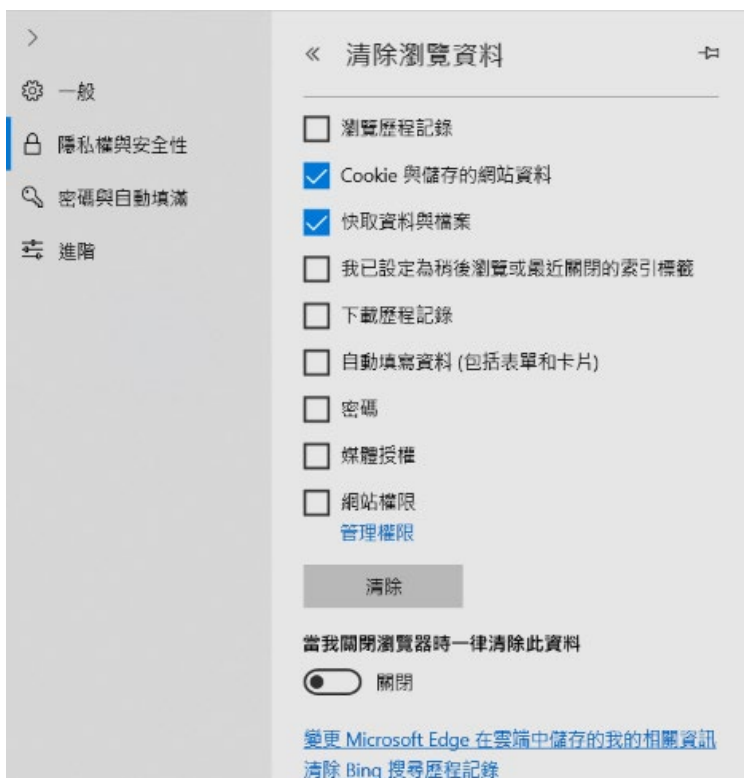 一般
隱私權與安全性
密碼與自動填滿
進階
清除瀏覽資料
瀏覽歷程記錄
Cookie 與儲存的網站資料
快取資料與檔案
我已設定為稍後瀏覽或最近關閉的索引標籤
下載歷程記錄
自動填寫資料 (包括表單和卡片)
密碼
媒體授權
網站權限
管理權限
清除
當我關閉瀏覽器時一律清除此資料
關閉
變更 Microsoft Edge 在雲端中儲存的我的相關資訊
清除 Bing 搜尋歷程記錄